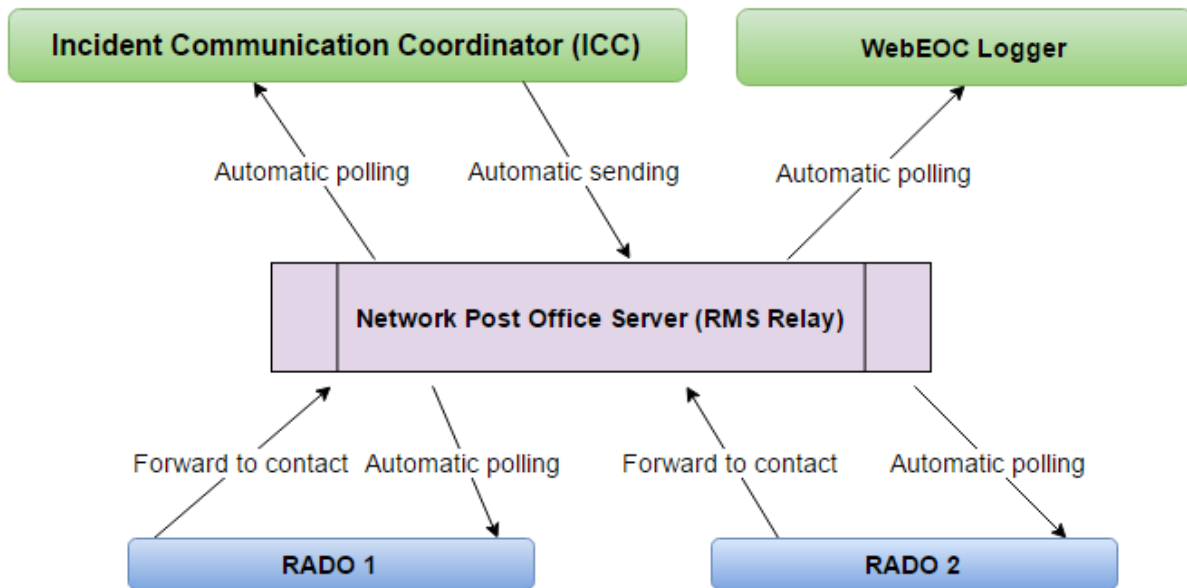 Incident Communication Coordinator (ICC)
WebEOC Logger
Automatic polling
Automatic sending
Automatic polling
Network Post Office Server (RMS Relay)
Forward to contact
Automatic polling
Forward to contact
Automatic polling
RADO 1
RADO 2